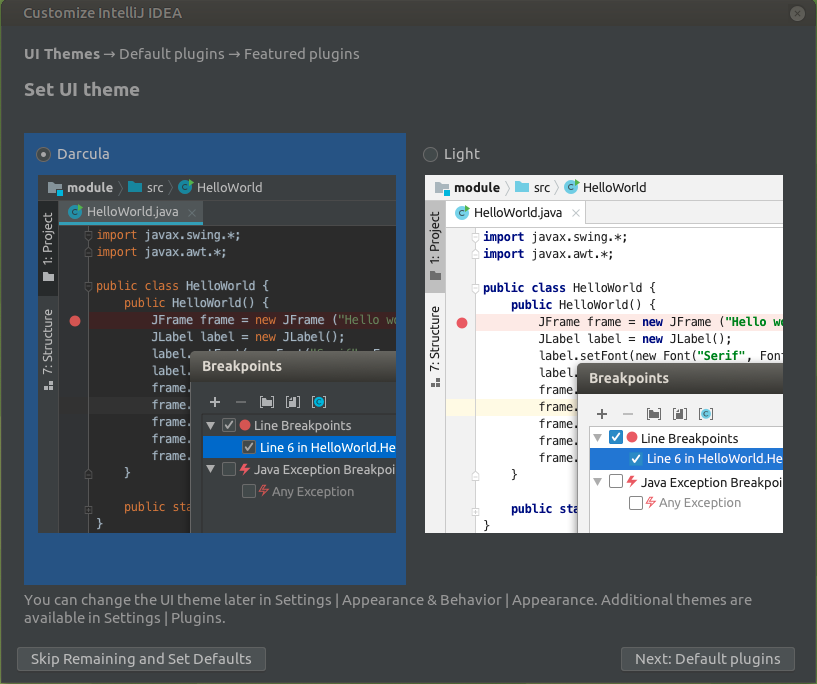 Customize IntelliJ IDEA
UI Themes → Default plugins → Featured plugins
Set UI theme
Darcula
module src HelloWorld
HelloWorld.java
1: Project
7: Structure
import javax.swing.*;
import java.awt.*;
public class HelloWorld {
public HelloWorld() {
JFrame frame = new JFrame ("Hello
JLabel label = new JLabel();
label.
label.
frame.
frame.
frame.
frame.
frame.
}
public sta
}
Breakpoints
Line Breakpoints
Line 6 in HelloWorld.He
Java Exception Breakpoi
Any Exception
Light
module src HelloWorld
HelloWorld.java
1: Project
7: Structure
import javax.swing.*;
import java.awt.*;
public class HelloWorld {
public HelloWorld() {
JFrame frame = new JFrame ("Hello
JLabel label = new JLabel();
label.setFont(new Font("Serif", Font
label.
frame.
frame.
frame.
frame.
frame.
}
public sta
}
Breakpoints
Line Breakpoints
Line 6 in HelloWorld.He
Java Exception Breakpoi
Any Exception
You can change the UI theme later in Settings | Appearance & Behavior | Appearance. Additional themes are
available in Settings | Plugins.
Skip Remaining and Set Defaults
Next: Default plugins